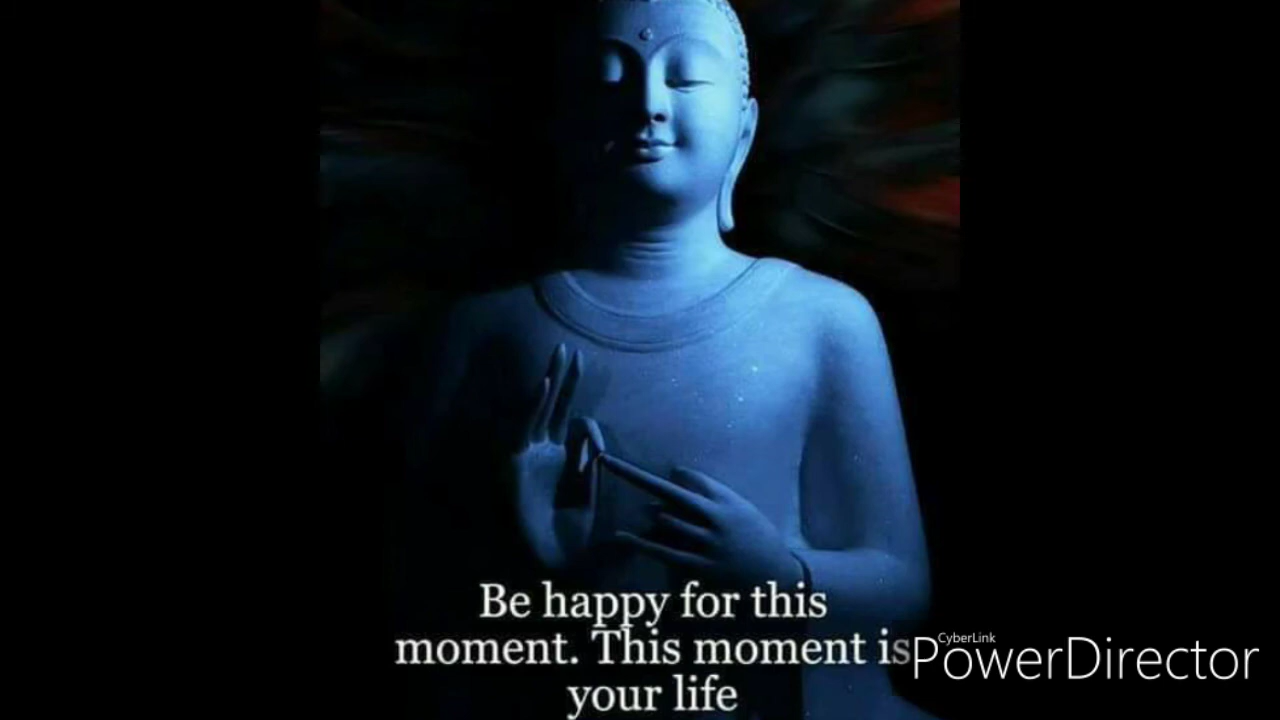 Be happy for this
moment. This moment is
your life
CyberLink
PowerDirector